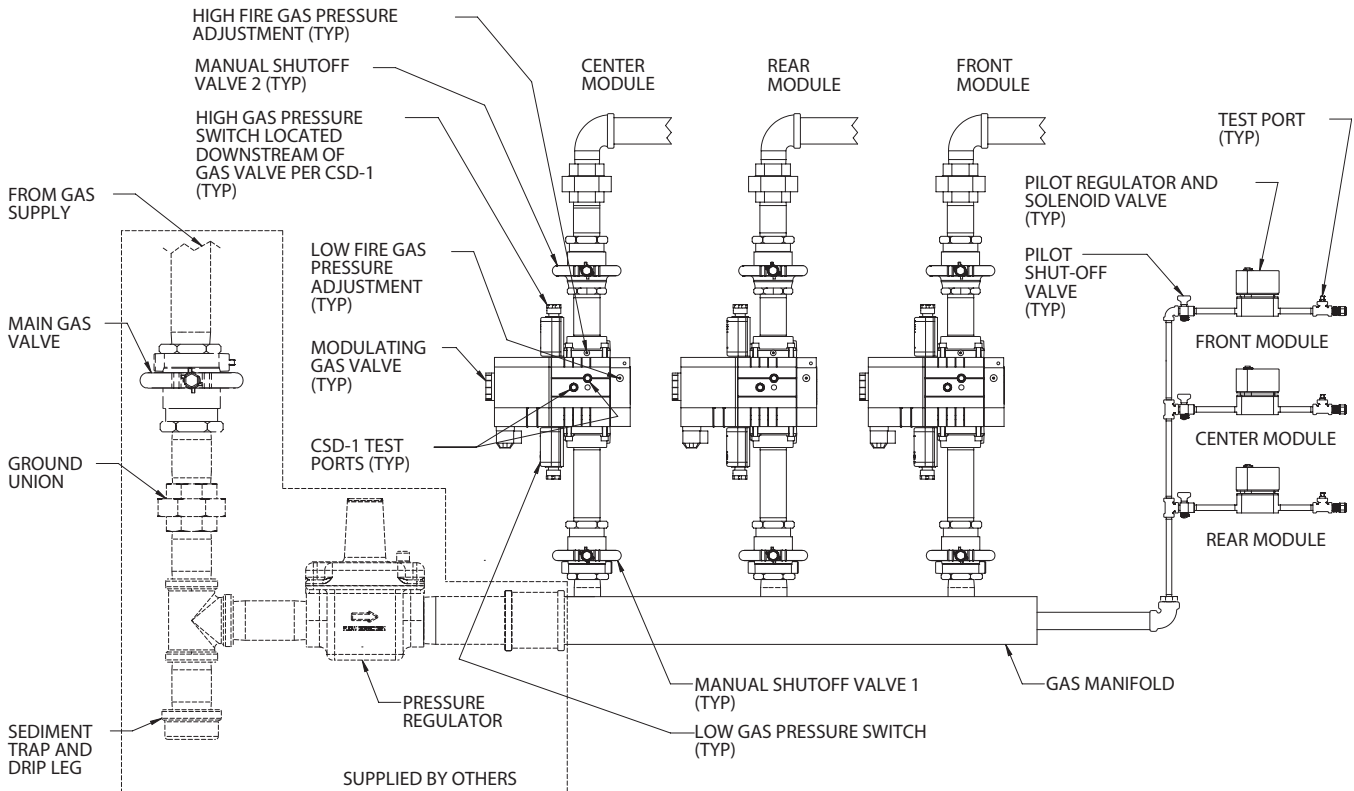 HIGH FIRE GAS PRESSURE
ADJUSTMENT (TYP)
MANUAL SHUTOFF
VALVE 2 (TYP)
HIGH GAS PRESSURE
SWITCH LOCATED
DOWNSTREAM OF
GAS VALVE PER CSD-1
(TYP)
CENTER
MODULE
REAR
MODULE
FRONT
MODULE
TEST PORT
(TYP)
PILOT REGULATOR AND
SOLENOID VALVE
(TYP)
PILOT
SHUT-OFF
VALVE
(TYP)
FROM GAS
SUPPLY
LOW FIRE GAS
PRESSURE
ADJUSTMENT
(TYP)
MAIN GAS
VALVE
MODULATING
GAS VALVE
(TYP)
FRONT MODULE
CENTER MODULE
CSD-1 TEST
PORTS (TYP)
GROUND
UNION
REAR MODULE
FLOW DIRECTION
MANUAL SHUTOFF VALVE 1
(TYP)
GAS MANIFOLD
PRESSURE
REGULATOR
LOW GAS PRESSURE SWITCH
(TYP)
SEDIMENT
TRAP AND
DRIP LEG
SUPPLIED BY OTHERS